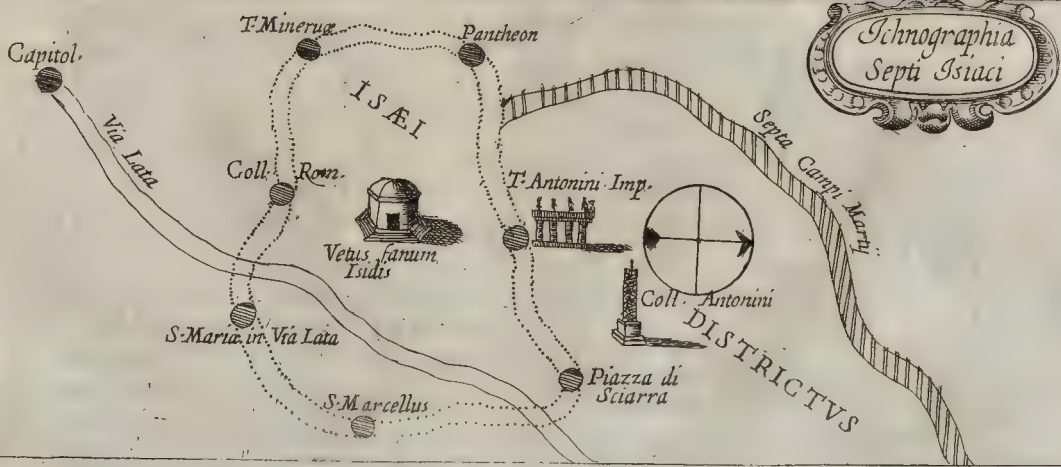 Ichnographia
Septi Isiaci
T. Minervæ
Pantheon
Capitol.
ISÆI
Via Lata
Septa Campi Martij
Coll. Rom.
T. Antonini Imp.
Vetus fanum
Isidis
Coll. Antonini
DISTRICTVS
S. Mariæ in Via Lata
Piazza di
Sciarra
S. Marcellus